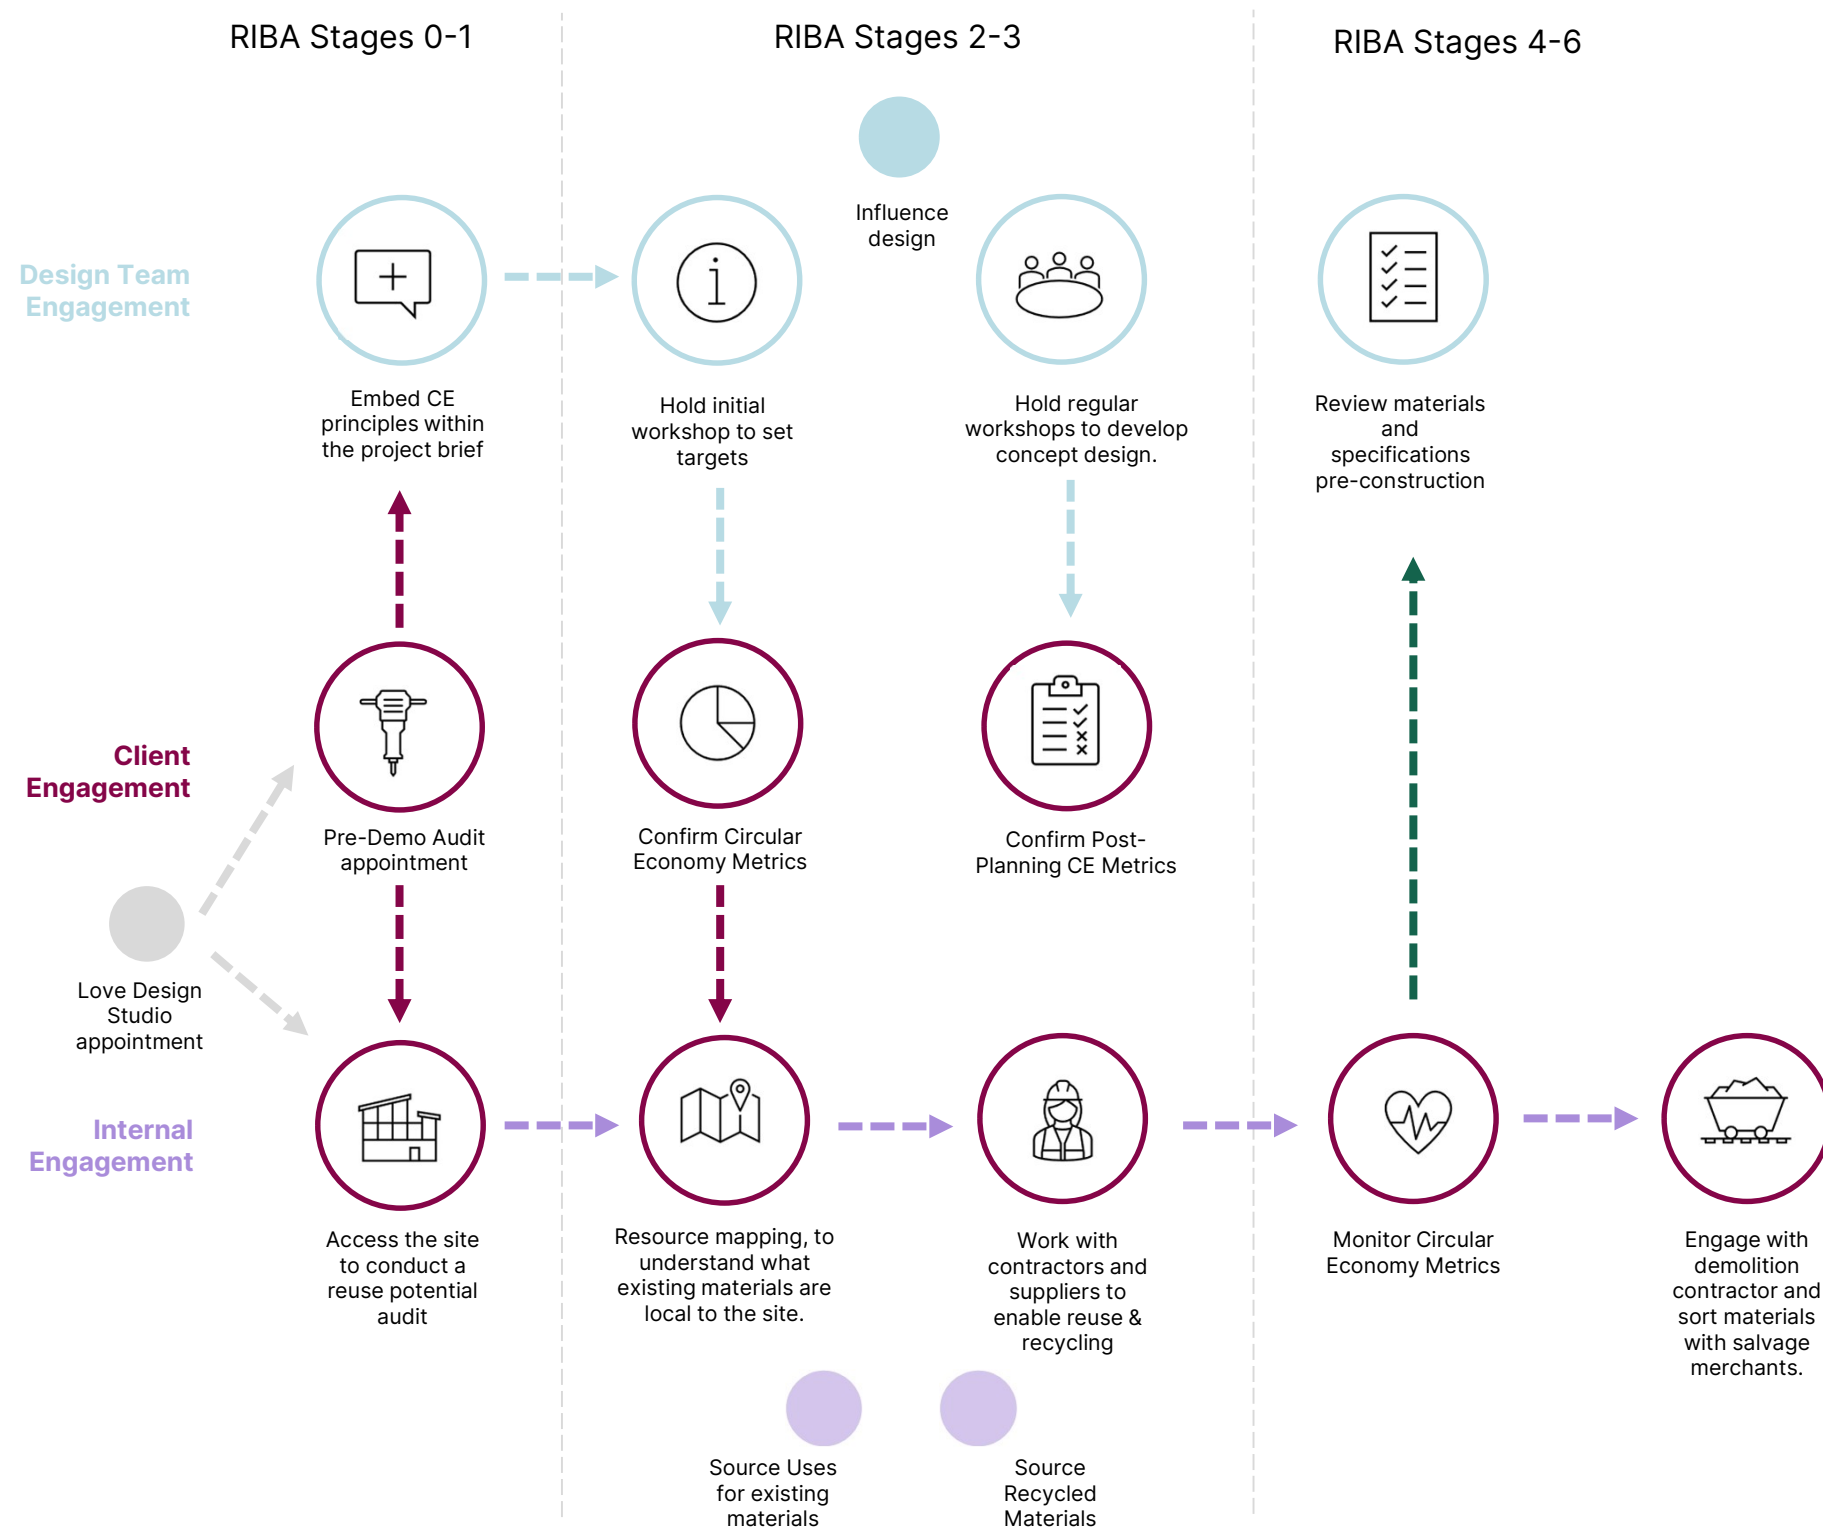 RIBA Stages 0-1
RIBA Stages 2-3
RIBA Stages 4-6
Influence
design
Design Team
Engagement
Embed CE
principles within
the project brief
Hold initial
workshop to set
targets
Hold regular
workshops to develop
concept design.
Review materials
and
specifications
pre-construction
Client
Engagement
Pre-Demo Audit
appointment
Confirm Circular
Economy Metrics
Confirm Post-
Planning CE Metrics
Love Design
Studio
appointment
Internal
Engagement
Access the site
to conduct a
reuse potential
audit
Resource mapping, to
understand what
existing materials are
local to the site.
Work with
contractors and
suppliers to
enable reuse &
recycling
Monitor Circular
Economy Metrics
Engage with
demolition
contractor and
sort materials
with salvage
merchants.
Source Uses
for existing
materials
Source
Recycled
Materials